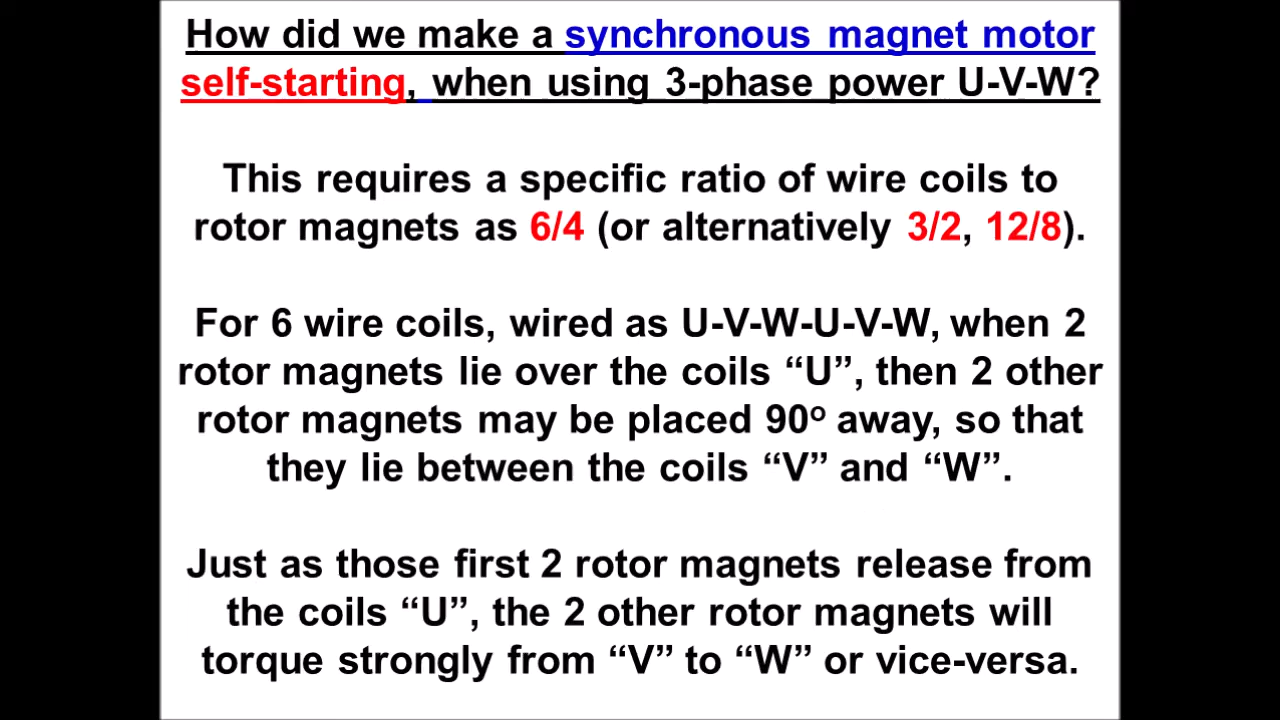 How did we make a synchronous magnet motor
self-starting, when using 3-phase power U-V-W?
This requires a specific ratio of wire coils to
rotor magnets as 6/4 (or alternatively 3/2, 12/8).
For 6 wire coils, wired as U-V-W-U-V-W, when 2
rotor magnets lie over the coils “U”, then 2 other
rotor magnets may be placed 90º away, so that
they lie between the coils “V” and “W”.
Just as those first 2 rotor magnets release from
the coils “U”, the 2 other rotor magnets will
torque strongly from “V” to “W” or vice-versa.